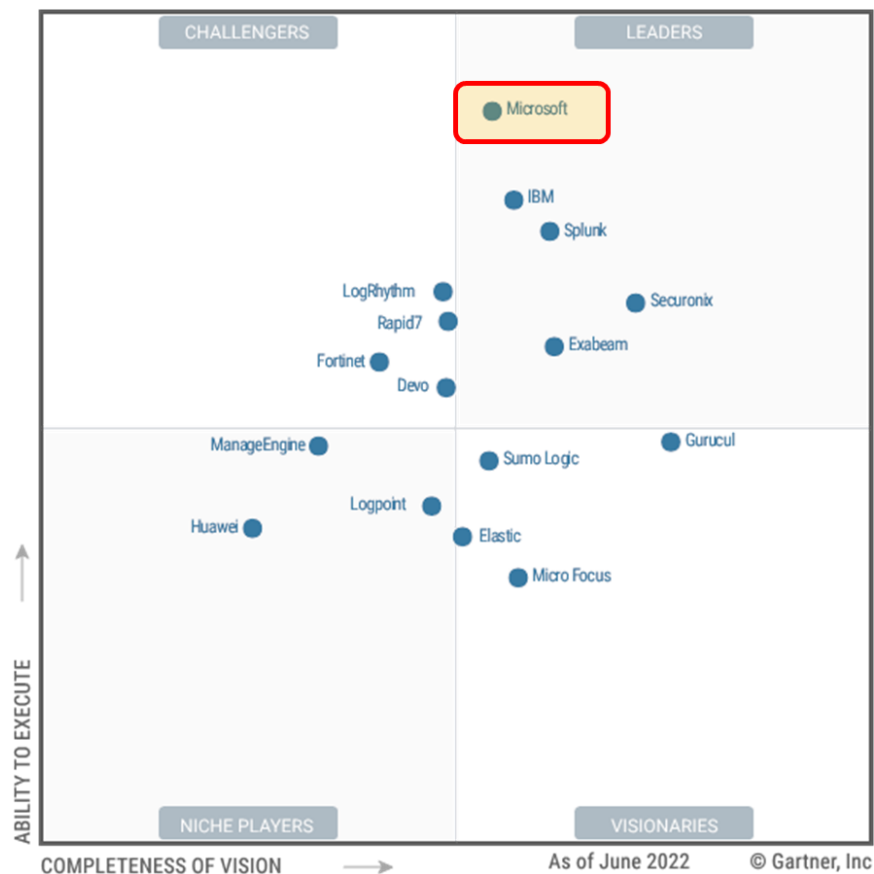 CHALLENGERS
LEADERS
Microsoft
IBM
Splunk
LogRhythm
Securonix
Rapid7
Exabeam
Fortinet
Devo
ManageEngine
Gurucul
Sumo Logic
Logpoint
Huawei
Elastic
Micro Focus
ABILITY TO EXECUTE
NICHE PLAYERS
VISIONARIES
COMPLETENESS OF VISION
As of June 2022
© Gartner, Inc